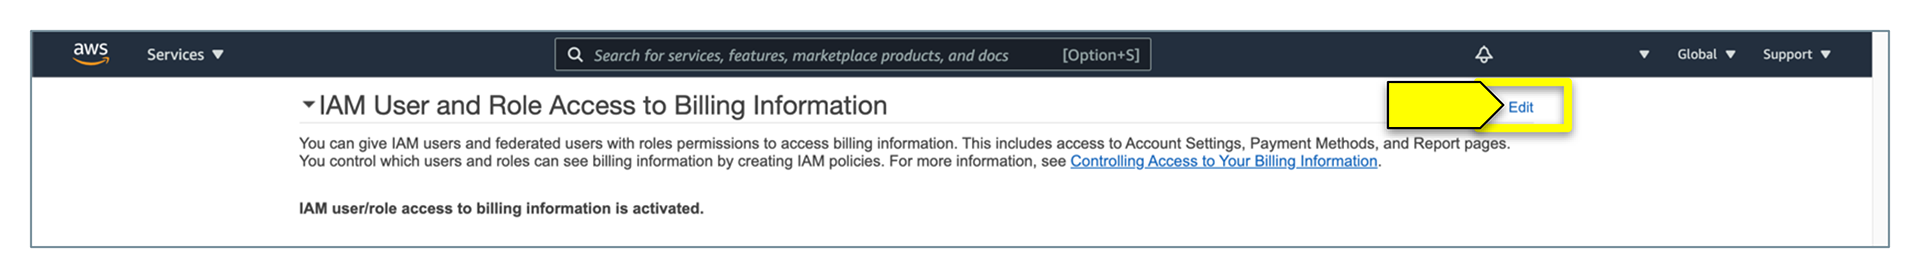 aws Services Search for services, features, marketplace products, and docs [Option+S] Global Support
IAM User and Role Access to Billing Information Edit
You can give IAM users and federated users with roles permissions to access billing information. This includes access to Account Settings, Payment Methods, and Report pages.
You control which users and roles can see billing information by creating IAM policies. For more information, see Controlling Access to Your Billing Information.
IAM user/role access to billing information is activated.